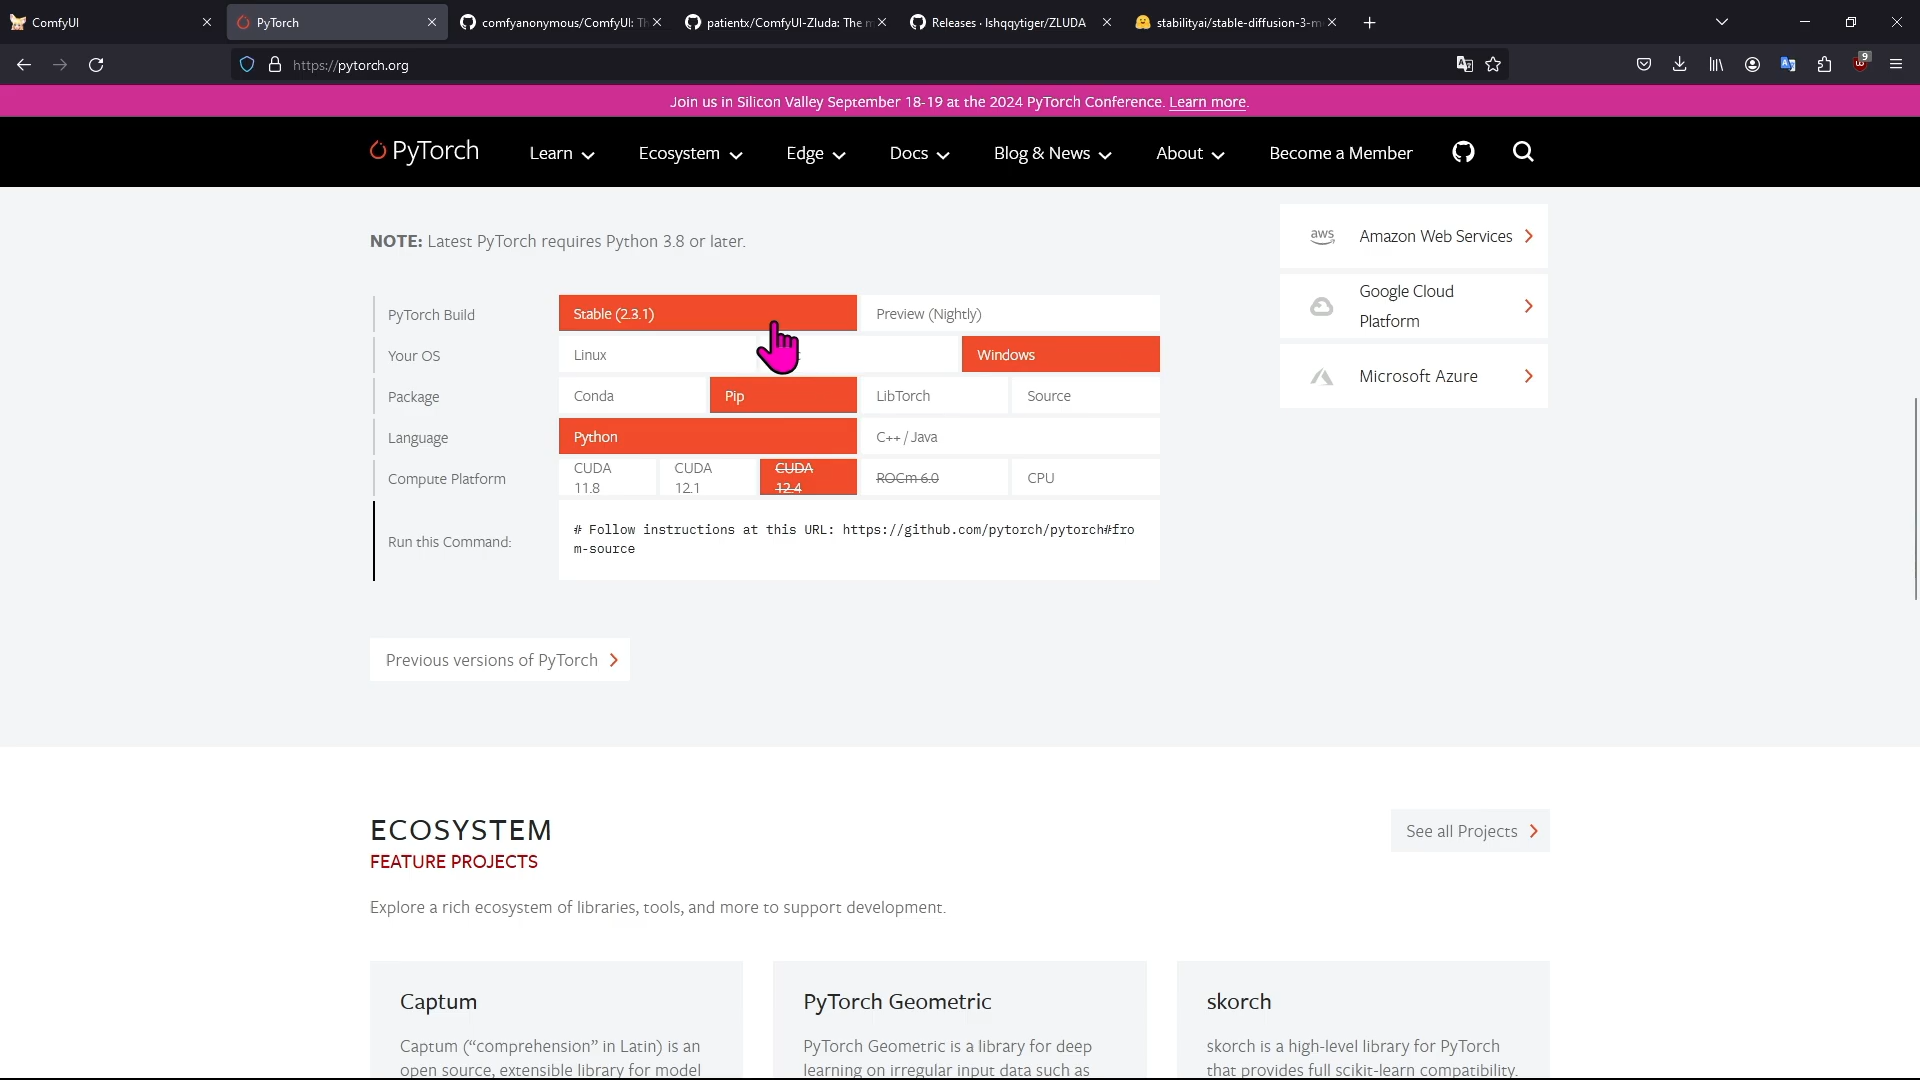 ComfyUI
PyTorch
comfyanonymous/ComfyUI: Th
patientx/ComfyUI-Zluda: The m
Releases · lshqqytiger/ZLUDA
stabilityai/stable-diffusion-3-m
https://pytorch.org
9
Join us in Silicon Valley September 18-19 at the 2024 PyTorch Conference. Learn more.
PyTorch
Learn
Ecosystem
Edge
Docs
Blog & News
About
Become a Member
NOTE: Latest PyTorch requires Python 3.8 or later.
PyTorch Build
Stable (2.3.1)
Preview (Nightly)
Your OS
Linux
Windows
Package
Conda
Pip
LibTorch
Source
Language
Python
C++ / Java
Compute Platform
CUDA
11.8
CUDA
12.1
CUDA
12.4
ROCm 6.0
CPU
Run this Command:
# Follow instructions at this URL: https://github.com/pytorch/pytorch#fro
m-source
aws
Amazon Web Services
Google Cloud
Platform
Microsoft Azure
Previous versions of PyTorch
ECOSYSTEM
FEATURE PROJECTS
See all Projects
Explore a rich ecosystem of libraries, tools, and more to support development.
Captum
Captum (“comprehension” in Latin) is an
open source, extensible library for model
PyTorch Geometric
PyTorch Geometric is a library for deep
learning on irregular input data such as
skorch
skorch is a high-level library for PyTorch
that provides full scikit-learn compatibility.